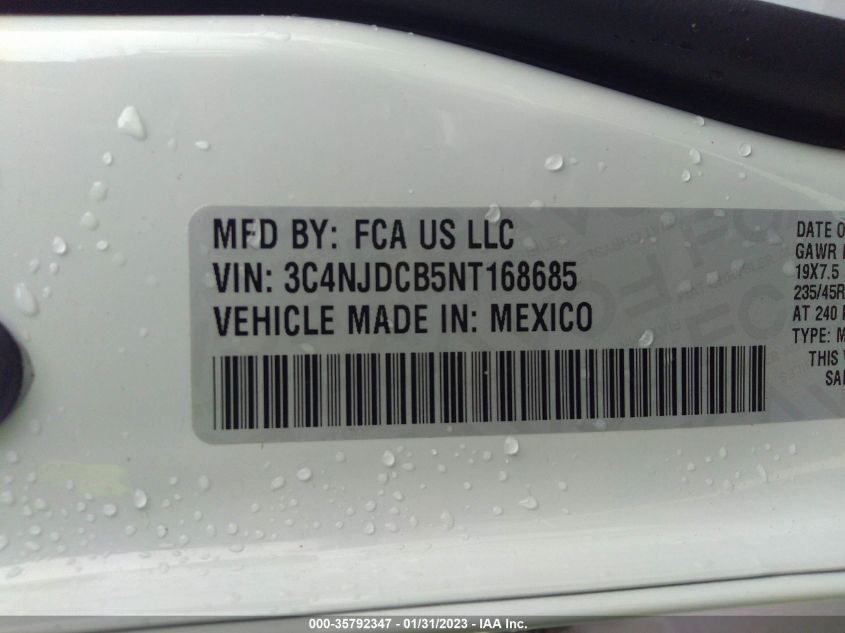 MFD BY: FCA US LLC
VIN: 3C4NJDCB5NT168685
VEHICLE MADE IN: MEXICO
DATE O
GAWR
19X7.5
235/45R
AT 240
TYPE: M
THIS
SA
000-35792347 - 01/31/2023 - IAA Inc.